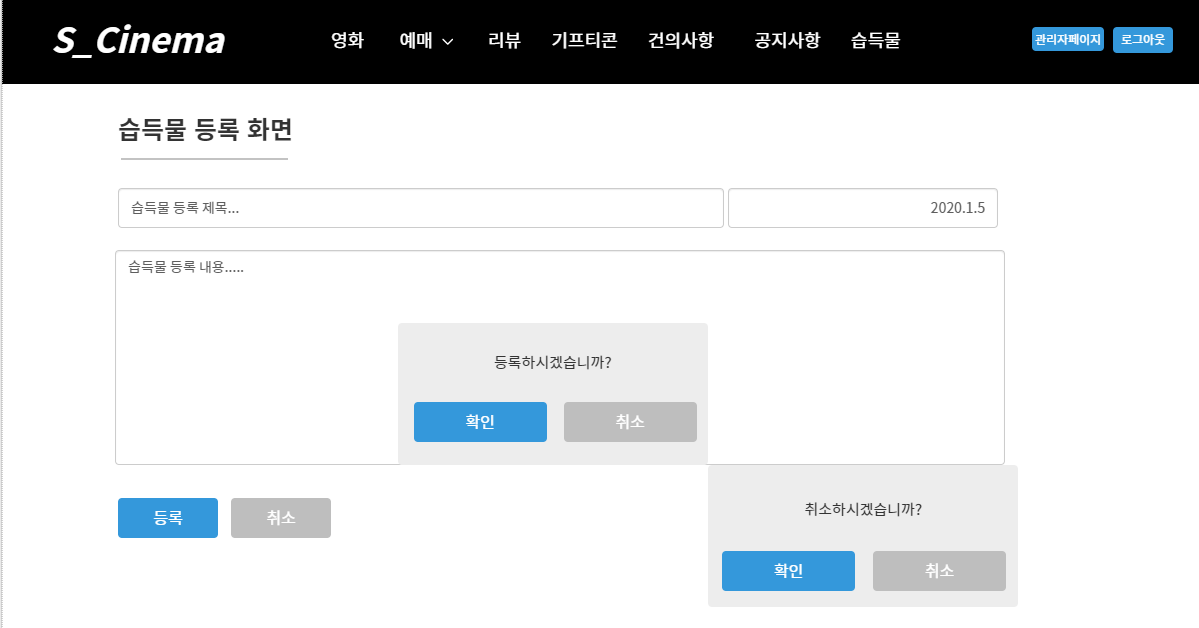 S_Cinema 영화 예매 리뷰 기프티콘 건의사항 공지사항 습득물 관리자페이지 로그아웃
습득물 등록 화면
습득물 등록 제목... 2020.1.5
습득물 등록 내용.....
등록하시겠습니까?
확인 취소
등록 취소
취소하시겠습니까?
확인 취소